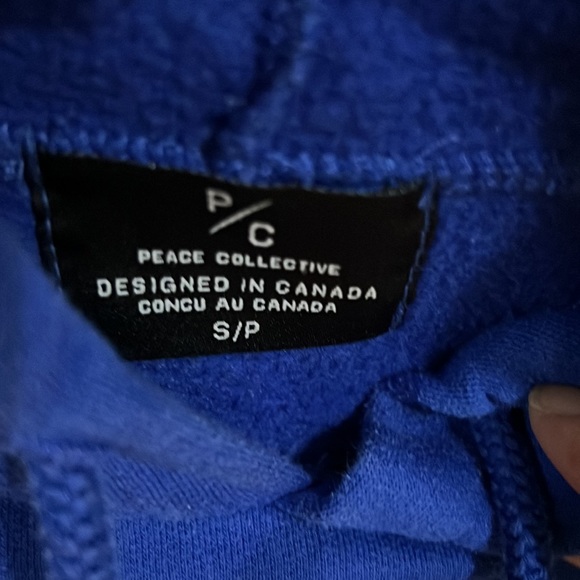 P/C
PEACE COLLECTIVE
DESIGNED IN CANADA
CONCU AU CANADA
S/P